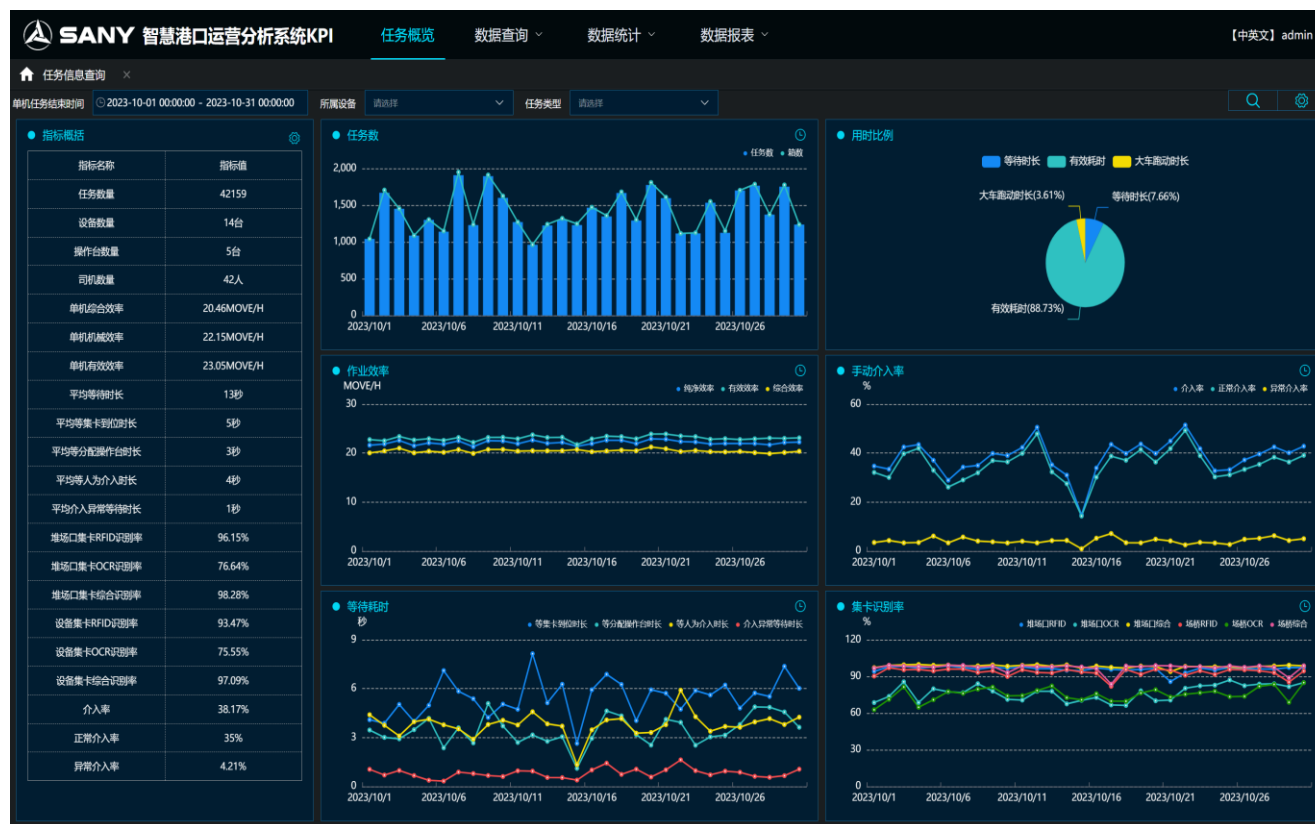 SANY 智慧港口运营分析系统KPI 任务概览 数据查询 数据统计 数据报表 【中英文】admin
任务信息查询 ×
单机任务结束时间 2023-10-01 00:00:00 - 2023-10-31 00:00:00 所属设备 请选择 任务类型 请选择
指标概括
指标名称 指标值
任务数量 42159
设备数量 14台
操作台数量 5台
司机数量 42人
单机综合效率 20.46MOVE/H
单机机械效率 22.15MOVE/H
单机有效效率 23.05MOVE/H
平均等待时长 13秒
平均等集卡到位时长 5秒
平均等分配操作台时长 3秒
平均等人为介入时长 4秒
平均介入异常等待时长 1秒
堆场口集卡RFID识别率 96.15%
堆场口集卡OCR识别率 76.64%
堆场口集卡综合识别率 98.28%
设备集卡RFID识别率 93.47%
设备集卡OCR识别率 75.55%
设备集卡综合识别率 97.09%
介入率 38.17%
正常介入率 35%
异常介入率 4.21%
任务数
任务数 箱数
2,000
1,500
1,000
500
0
2023/10/1 2023/10/6 2023/10/11 2023/10/16 2023/10/21 2023/10/26
用时比例
等待时长 有效耗时 大车跑动时长
大车跑动时长(3.61%) 等待时长(7.66%)
有效耗时(88.73%)
作业效率
MOVE/H
纯净效率 有效效率 综合效率
30
20
10
0
2023/10/1 2023/10/6 2023/10/11 2023/10/16 2023/10/21 2023/10/26
手动介入率
%
介入率 正常介入率 异常介入率
60
40
20
0
2023/10/1 2023/10/6 2023/10/11 2023/10/16 2023/10/21 2023/10/26
等待耗时
秒
等集卡到位时长 等分配操作台时长 等人为介入时长 介入异常等待时长
9
6
3
0
2023/10/1 2023/10/6 2023/10/11 2023/10/16 2023/10/21 2023/10/26
集卡识别率
%
堆场口RFID 堆场口OCR 堆场口综合 场桥RFID 场桥OCR 场桥综合
120
90
60
30
0
2023/10/1 2023/10/6 2023/10/11 2023/10/16 2023/10/21 2023/10/26